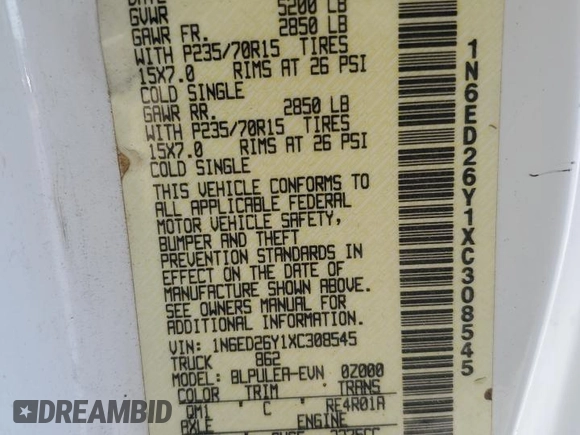 DATE
GVWR 5200 LB
GAWR FR. 2850 LB
WITH P235/70R15 TIRES
15X7.0 RIMS AT 26 PSI
COLD SINGLE
GAWR RR. 2850 LB
WITH P235/70R15 TIRES
15X7.0 RIMS AT 26 PSI
COLD SINGLE
THIS VEHICLE CONFORMS TO
ALL APPLICABLE FEDERAL
MOTOR VEHICLE SAFETY,
BUMPER AND THEFT
PREVENTION STANDARDS IN
EFFECT ON THE DATE OF
MANUFACTURE SHOWN ABOVE.
SEE OWNERS MANUAL FOR
ADDITIONAL INFORMATION.
VIN: 1N6ED26Y1XC308545
TRUCK 862
MODEL: BLPULEA-EVN 0Z000
COLOR TRIM TRANS
QM1 C RE4R01A
AXLE ENGINE
1N6ED26Y1XC308545
DREAMBID